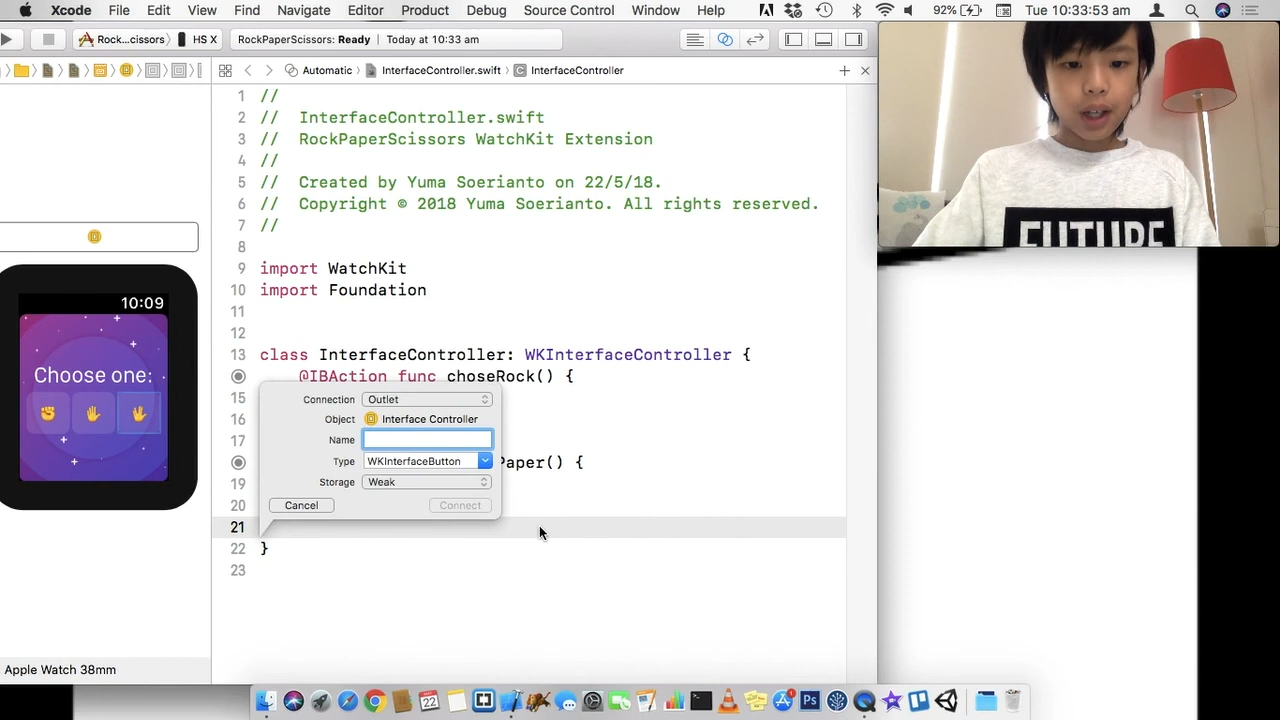 Xcode File Edit View Find Navigate Editor Product Debug Source Control Window Help 92% Tue 10:33:53 am
Rock...cissors HS X RockPaperScissors: Ready Today at 10:33 am
Automatic InterfaceController.swift InterfaceController
1 //
2 // InterfaceController.swift
3 // RockPaperScissors WatchKit Extension
4 //
5 // Created by Yuma Soerianto on 22/5/18.
6 // Copyright © 2018 Yuma Soerianto. All rights reserved.
7 //
8
9 import WatchKit
10 import Foundation
11
12
13 class InterfaceController: WKInterfaceController {
@IBAction func choseRock() {
15
16
17
Paper() {
19
20
21
22 }
23
Connection Outlet
Object Interface Controller
Name
Type WKInterfaceButton
Storage Weak
Cancel Connect
10:09
Choose one:
Apple Watch 38mm
FUTURE
22
Ps